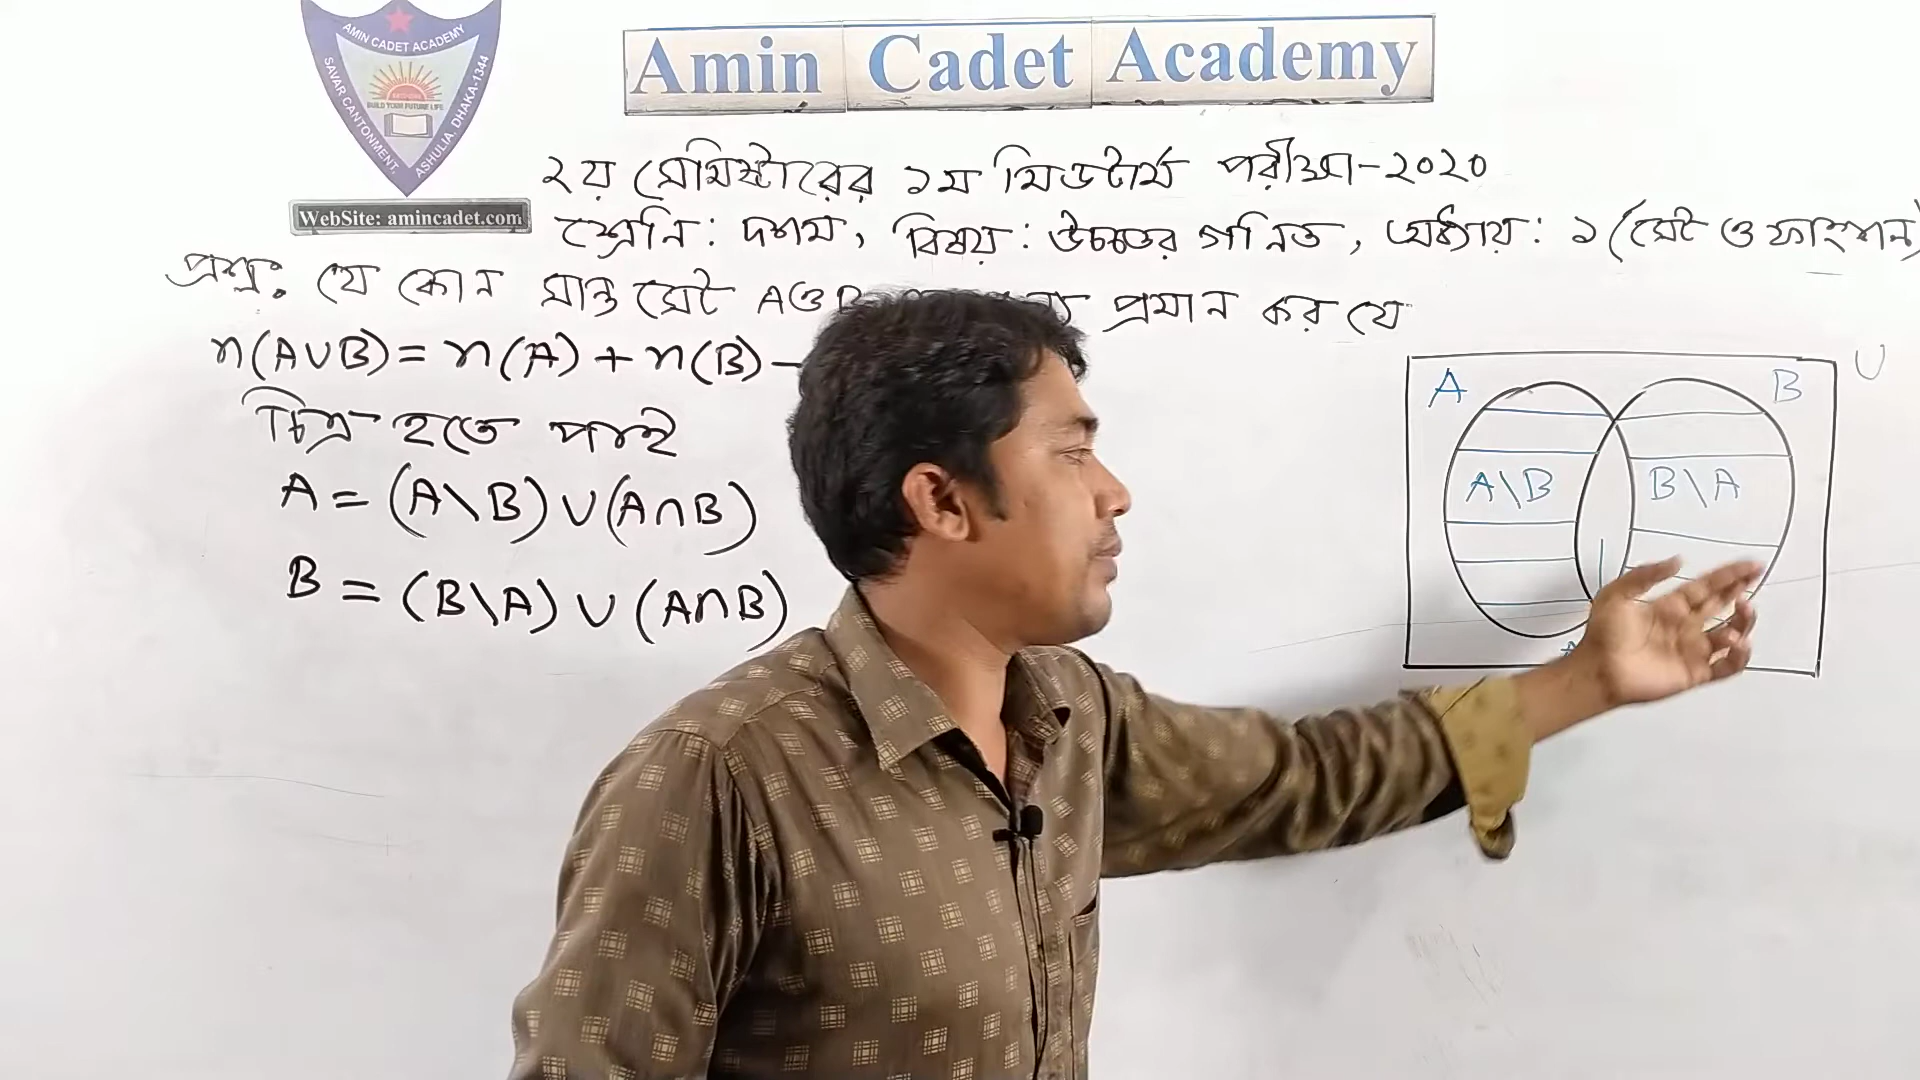 AMIN CADET ACADEMY
SAVAR CANTONMENT,
ASHULIA, DHAKA-1344
BUILD YOUR FUTURE LIFE
WebSite: amincadet.com
Amin Cadet Academy
২য় সেমিষ্টারের ১ম মিডটার্ম পরীক্ষা-২০২০
শ্রেনি: দশম, বিষয়: উচ্চতর গনিত, অধ্যায়: ১ (সেট ও ফাংশন)
প্রশ্ন: যে কোন সান্ত সেট A ও B প্রমান কর যে
n(A∪B) = n(A) + n(B) -
চিত্র হতে পাই
A = (A\B) ∪ (A∩B)
B = (B\A) ∪ (A∩B)
U
A
B
A\B
B\A